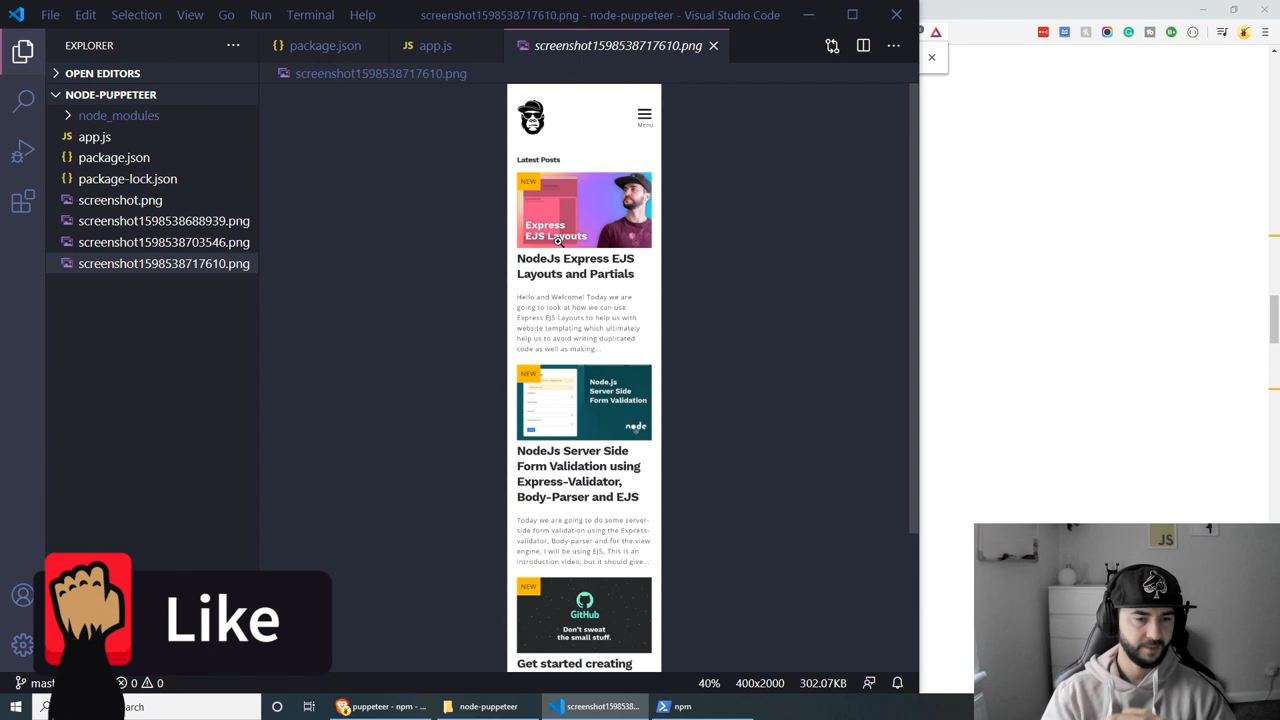 File Edit Selection View Go Run Terminal Help
screenshot1598538717610.png - node-puppeteer - Visual Studio Code
EXPLORER
package.json
app.js
screenshot1598538717610.png
OPEN EDITORS
screenshot1598538717610.png
NODE-PUPPETEER
node_modules
app.js
package.json
package-lock.json
screenshot.png
screenshot1598538688939.png
screenshot1598538703546.png
screenshot1598538717610.png
Menu
Latest Posts
NEW
Express
EJS Layouts
NodeJs Express EJS
Layouts and Partials
Hello and Welcome! Today we are
going to look at how we can use
Express EJS Layouts to help us with
website templating which ultimately
help us to avoid writing duplicated
code as well as making...
NEW
Node.js
Server Side
Form Validation
node
NodeJs Server Side
Form Validation using
Express-Validator,
Body-Parser and EJS
Today we are going to do some server-
side form validation using the Express-
validator, Body-parser and for the view
engine, I will be using EJS. This is an
introduction video, but it should give...
NEW
GitHub
Don't sweat
the small stuff.
Get started creating
JS
Like
mast
0 0
40% 400x2000 302.07KB
rch
puppeteer - npm - ...
node-puppeteer
screenshot159853...
npm